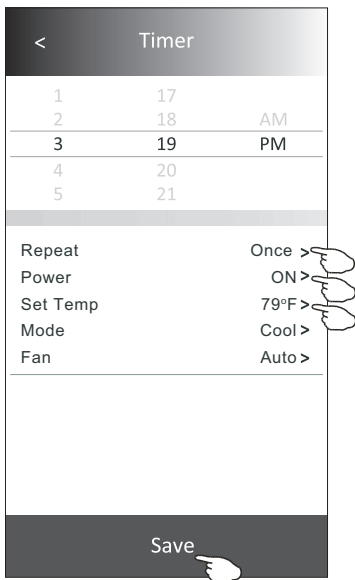 < Timer
1 17
2 18 AM
3 19 PM
4 20
5 21
Repeat Once >
Power ON >
Set Temp 79°F >
Mode Cool >
Fan Auto >
Save